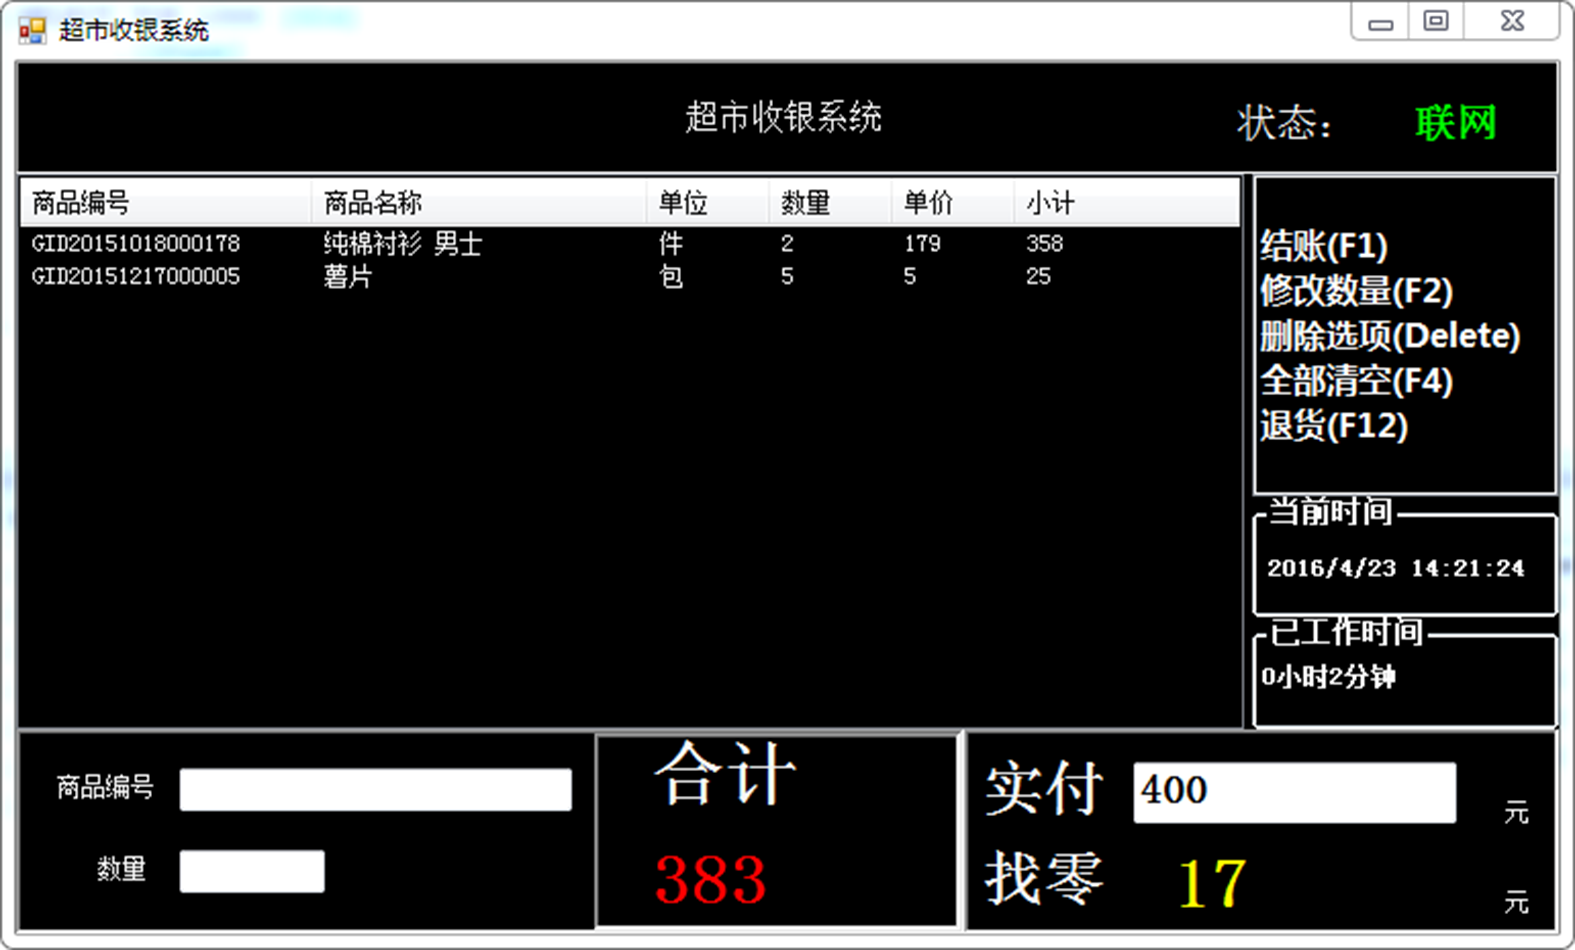 超市收银系统
超市收银系统
状态： 联网
商品编号 商品名称 单位 数量 单价 小计
GID20151018000178 纯棉衬衫 男士 件 2 179 358
GID20151217000005 薯片 包 5 5 25
结账(F1)
修改数量(F2)
删除选项(Delete)
全部清空(F4)
退货(F12)
当前时间
2016/4/23 14:21:24
已工作时间
0小时2分钟
商品编号
数量
合计
383
实付 400 元
找零 17 元